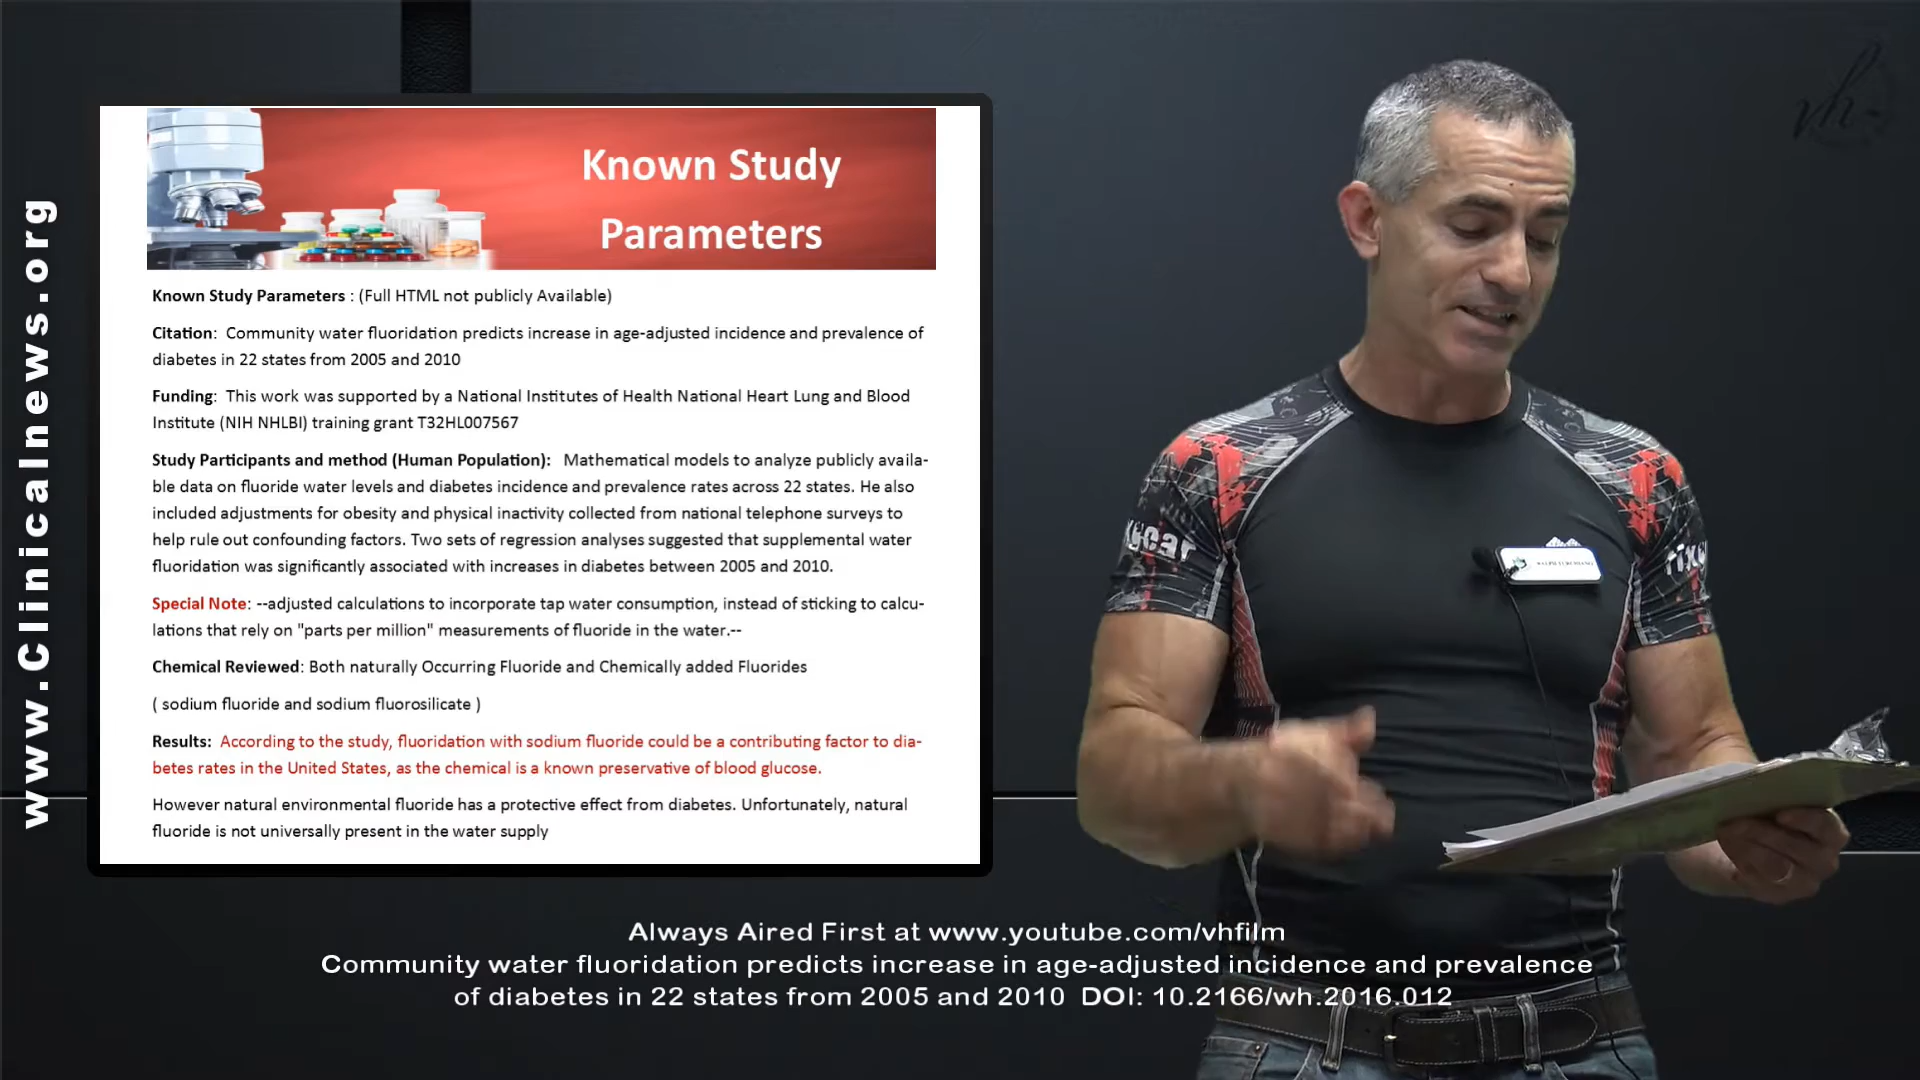 www.Clinicalnews.org
Known Study
Parameters
Known Study Parameters : (Full HTML not publicly Available)
Citation: Community water fluoridation predicts increase in age-adjusted incidence and prevalence of
diabetes in 22 states from 2005 and 2010
Funding: This work was supported by a National Institutes of Health National Heart Lung and Blood
Institute (NIH NHLBI) training grant T32HL007567
Study Participants and method (Human Population): Mathematical models to analyze publicly availa-
ble data on fluoride water levels and diabetes incidence and prevalence rates across 22 states. He also
included adjustments for obesity and physical inactivity collected from national telephone surveys to
help rule out confounding factors. Two sets of regression analyses suggested that supplemental water
fluoridation was significantly associated with increases in diabetes between 2005 and 2010.
Special Note: --adjusted calculations to incorporate tap water consumption, instead of sticking to calcu-
lations that rely on "parts per million" measurements of fluoride in the water.--
Chemical Reviewed: Both naturally Occurring Fluoride and Chemically added Fluorides
( sodium fluoride and sodium fluorosilicate )
Results: According to the study, fluoridation with sodium fluoride could be a contributing factor to dia-
betes rates in the United States, as the chemical is a known preservative of blood glucose.
However natural environmental fluoride has a protective effect from diabetes. Unfortunately, natural
fluoride is not universally present in the water supply
vh
Always Aired First at www.youtube.com/vhfilm
Community water fluoridation predicts increase in age-adjusted incidence and prevalence
of diabetes in 22 states from 2005 and 2010 DOI: 10.2166/wh.2016.012